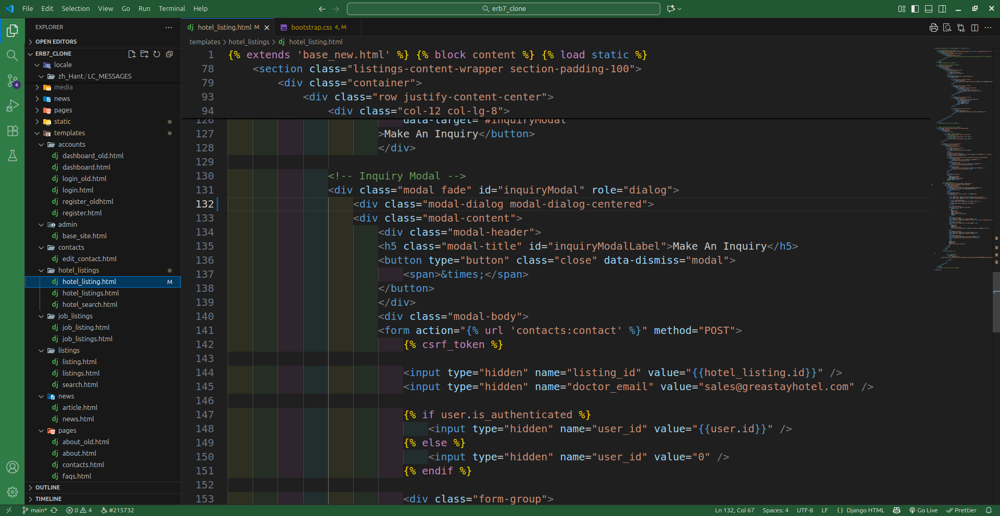 File Edit Selection View Go Run Terminal Help
erb7_clone
EXPLORER
OPEN EDITORS
ERB7_CLONE
locale
zh_Hant / LC_MESSAGES
media
news
pages
static
templates
accounts
dashboard_old.html
dashboard.html
login_old.html
login.html
register_oldhtml
register.html
admin
base_site.html
contacts
edit_contact.html
hotel_listings
hotel_listing.html M
hotel_listings.html
hotel_search.html
job_listings
job_listing.html
job_listings.html
listings
listing.html
listings.html
search.html
news
article.html
news.html
pages
about_old.html
about.html
contacts.html
faqs.html
OUTLINE
TIMELINE
hotel_listing.html M
bootstrap.css 4, M
templates > hotel_listings > hotel_listing.html
1 {% extends 'base_new.html' %} {% block content %} {% load static %}
78 <section class="listings-content-wrapper section-padding-100">
79 <div class="container">
93 <div class="row justify-content-center">
94 <div class="col-12 col-lg-8">
126 data-target="#inquiryModal"
127 >Make An Inquiry</button>
128 </div>
129
130 <!-- Inquiry Modal -->
131 <div class="modal fade" id="inquiryModal" role="dialog">
132 <div class="modal-dialog modal-dialog-centered">
133 <div class="modal-content">
134 <div class="modal-header">
135 <h5 class="modal-title" id="inquiryModalLabel">Make An Inquiry</h5>
136 <button type="button" class="close" data-dismiss="modal">
137 <span>&times;</span>
138 </button>
139 </div>
140 <div class="modal-body">
141 <form action="{% url 'contacts:contact' %}" method="POST">
142 {% csrf_token %}
143
144 <input type="hidden" name="listing_id" value="{{hotel_listing.id}}" />
145 <input type="hidden" name="doctor_email" value="sales@greastayhotel.com" />
146
147 {% if user.is_authenticated %}
148 <input type="hidden" name="user_id" value="{{user.id}}" />
149 {% else %}
150 <input type="hidden" name="user_id" value="0" />
151 {% endif %}
152
153 <div class="form-group">
6
main* 0 4 #215732
Ln 132, Col 67 Spaces: 4 UTF-8 LF {} Django HTML Go Live Prettier